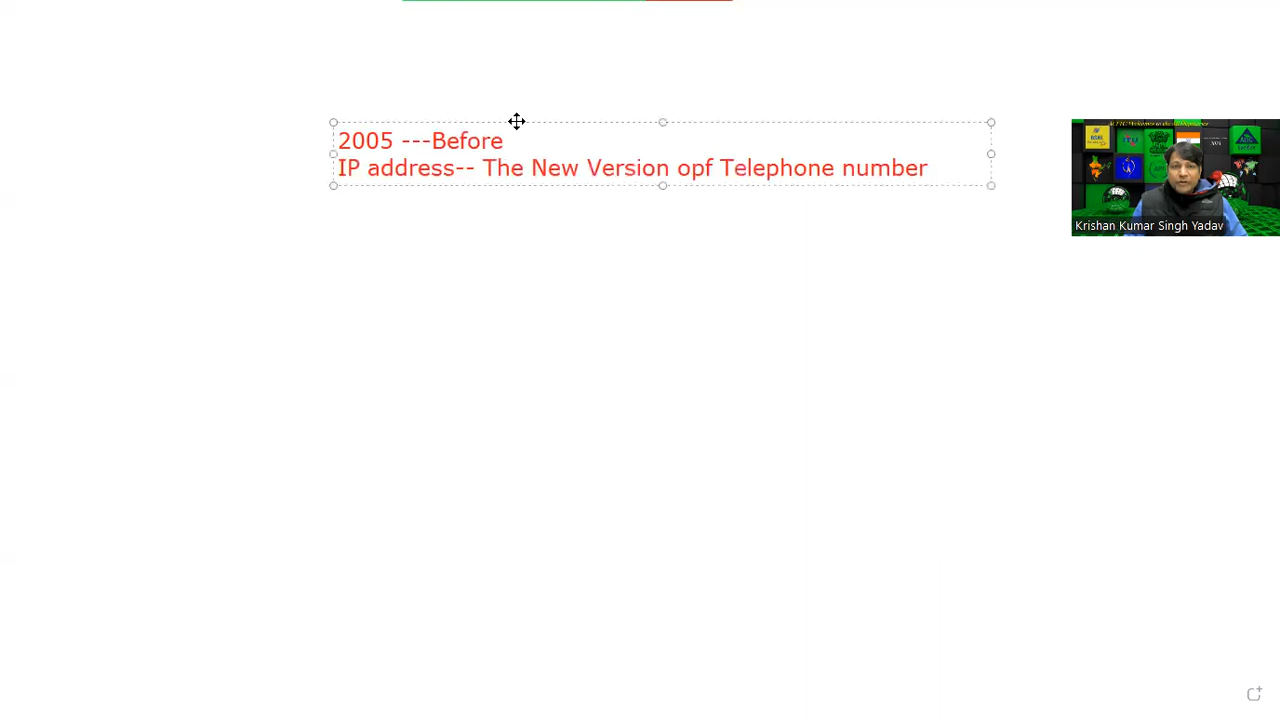 2005 ---Before
IP address-- The New Version opf Telephone number
Krishan Kumar Singh Yadav